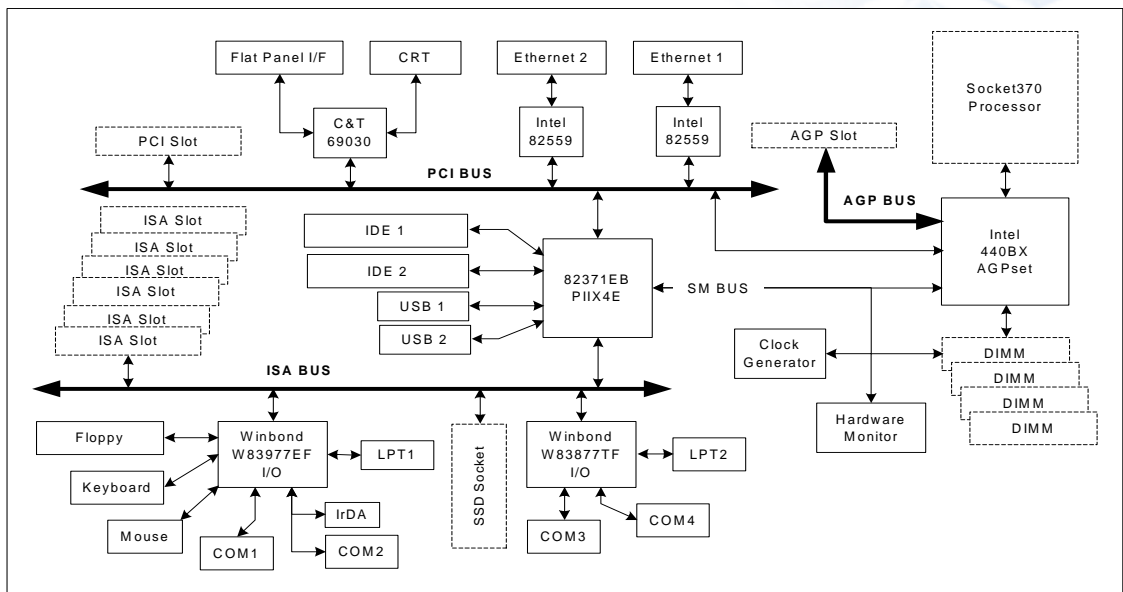 Flat Panel I/F
CRT
Ethernet 2
Ethernet 1
Socket370
Processor
C&T
69030
Intel
82559
Intel
82559
PCI Slot
AGP Slot
PCI BUS
AGP BUS
ISA Slot
ISA Slot
ISA Slot
ISA Slot
ISA Slot
ISA Slot
IDE 1
IDE 2
USB 1
USB 2
82371EB
PIIX4E
SM BUS
Intel
440BX
AGPset
Clock
Generator
DIMM
DIMM
DIMM
DIMM
Hardware
Monitor
ISA BUS
Floppy
Keyboard
Mouse
Winbond
W83977EF
I/O
LPT1
IrDA
COM1
COM2
SSD Socket
Winbond
W83877TF
I/O
LPT2
COM3
COM4